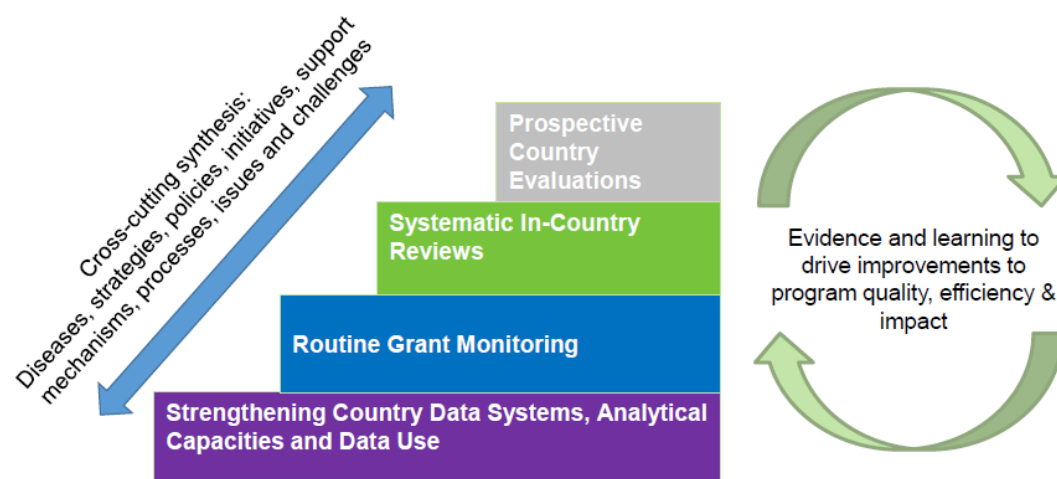 Cross-cutting synthesis:
Diseases, strategies, policies, initiatives, support
mechanisms, processes, issues and challenges
Prospective
Country
Evaluations
Systematic In-Country
Reviews
Routine Grant Monitoring
Strengthening Country Data Systems, Analytical
Capacities and Data Use
Evidence and learning to
drive improvements to
program quality, efficiency &
impact